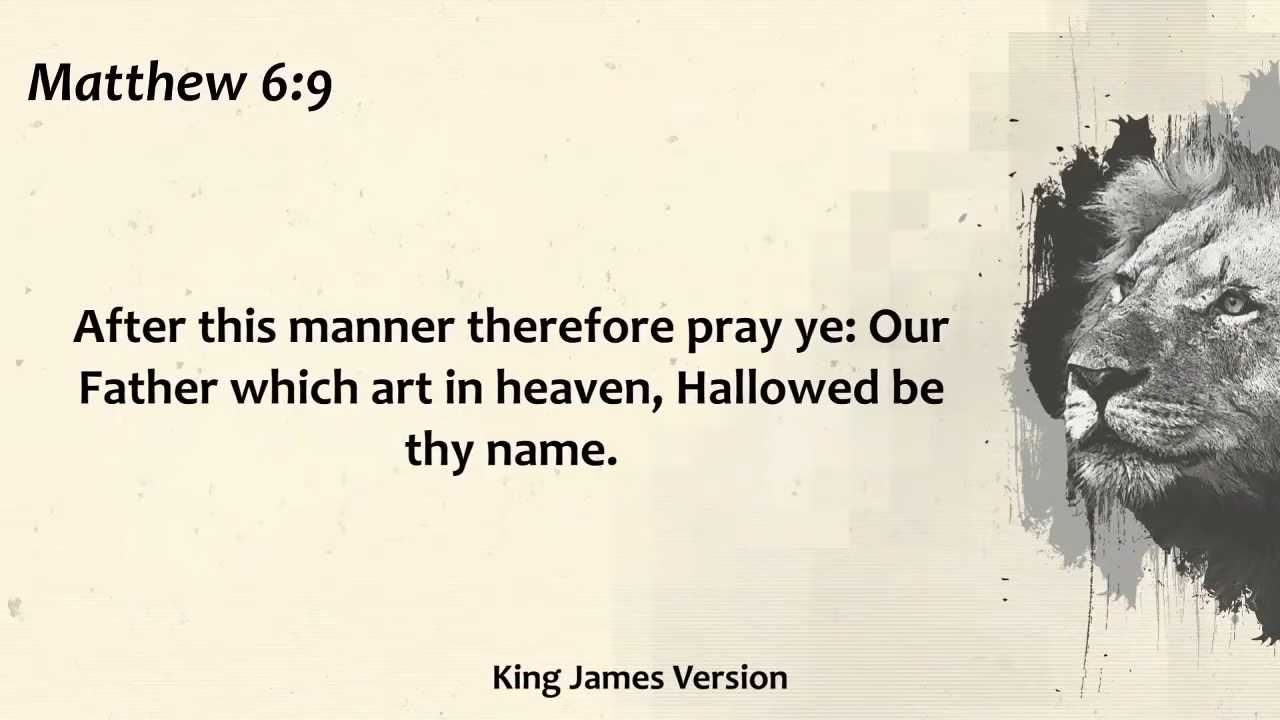 Matthew 6:9
After this manner therefore pray ye: Our
Father which art in heaven, Hallowed be
thy name.
King James Version